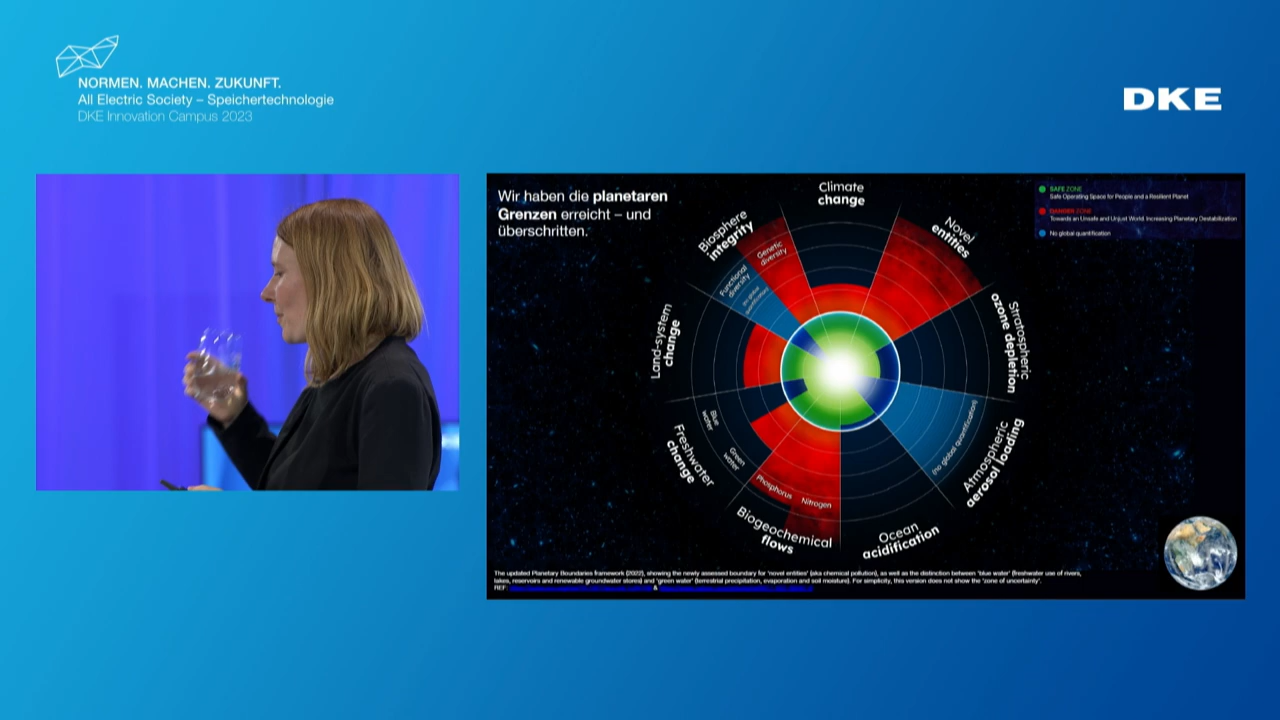 NORMEN. MACHEN. ZUKUNFT.
All Electric Society – Speichertechnologie
DKE Innovation Campus 2023
DKE
Wir haben die planetaren
Grenzen erreicht – und
überschritten.
SAFE ZONE
Safe Operating Space for People and a Resilient Planet
DANGER ZONE
Towards an Unsafe and Unjust World. Increasing Planetary Destabilization
No global quantification
Climate
change
Novel
entities
Stratospheric
ozone depletion
Atmospheric
aerosol loading
(no global quantification)
Ocean
acidification
Biogeochemical
flows
Phosphorus
Nitrogen
Freshwater
change
Blue
water
Green
water
Land-system
change
Biosphere
integrity
Genetic
diversity
Functional
diversity
(no global
quantification)
The updated Planetary Boundaries framework (2022), showing the newly assessed boundary for 'novel entities' (aka chemical pollution), as well as the distinction between 'blue water' (freshwater use of rivers,
lakes, reservoirs and renewable groundwater stores) and 'green water' (terrestrial precipitation, evaporation and soil moisture). For simplicity, this version does not show the 'zone of uncertainty'.
REF: &